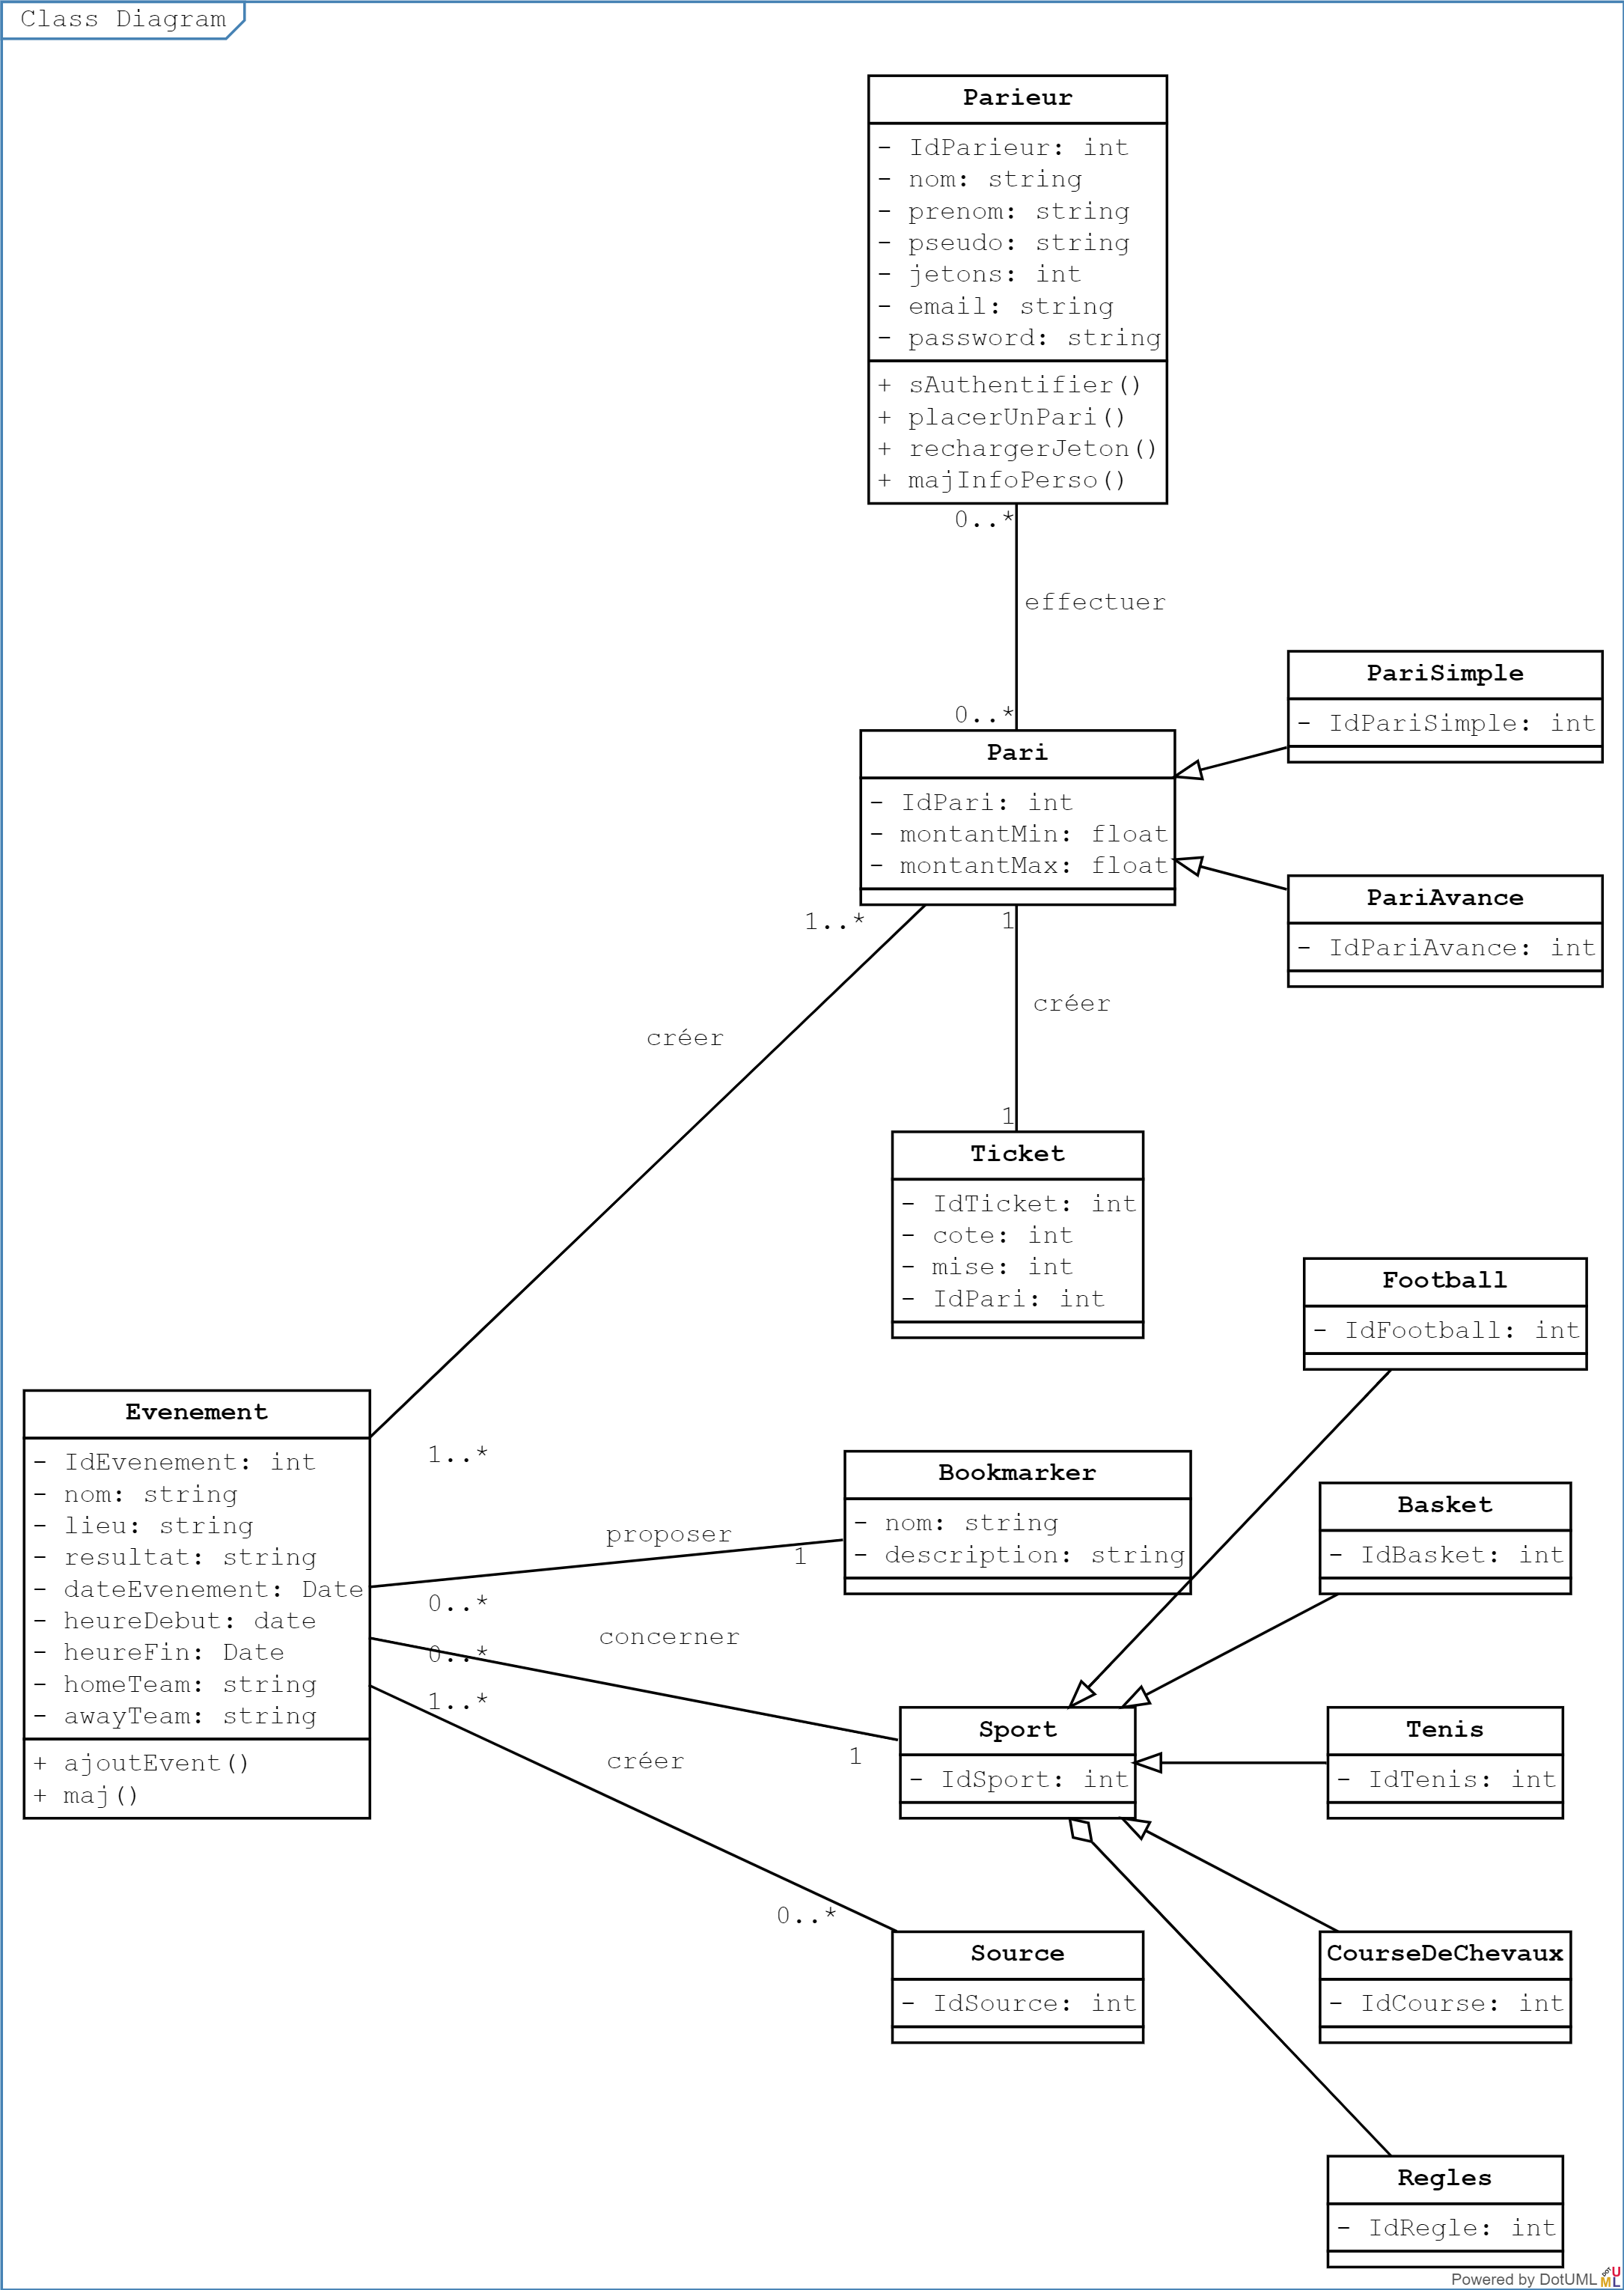 Class Diagram
Parieur
- IdParieur: int
- nom: string
- prenom: string
- pseudo: string
- jetons: int
- email: string
- password: string
+ sAuthentifier()
+ placerUnPari()
+ rechargerJeton()
+ majInfoPerso()
0..*
effectuer
0..*
PariSimple
- IdPariSimple: int
Pari
- IdPari: int
- montantMin: float
- montantMax: float
PariAvance
- IdPariAvance: int
1..*
1
créer
créer
1
Ticket
- IdTicket: int
- cote: int
- mise: int
- IdPari: int
Football
- IdFootball: int
Evenement
- IdEvenement: int
- nom: string
- lieu: string
- resultat: string
- dateEvenement: Date
- heureDebut: date
- heureFin: Date
- homeTeam: string
- awayTeam: string
+ ajoutEvent()
+ maj()
1..*
Bookmarker
- nom: string
- description: string
Basket
- IdBasket: int
proposer
1
0..*
concerner
0..*
1..*
créer
1
Sport
- IdSport: int
Tenis
- IdTenis: int
0..*
Source
- IdSource: int
CourseDeChevaux
- IdCourse: int
Regles
- IdRegle: int
Powered by DotUML